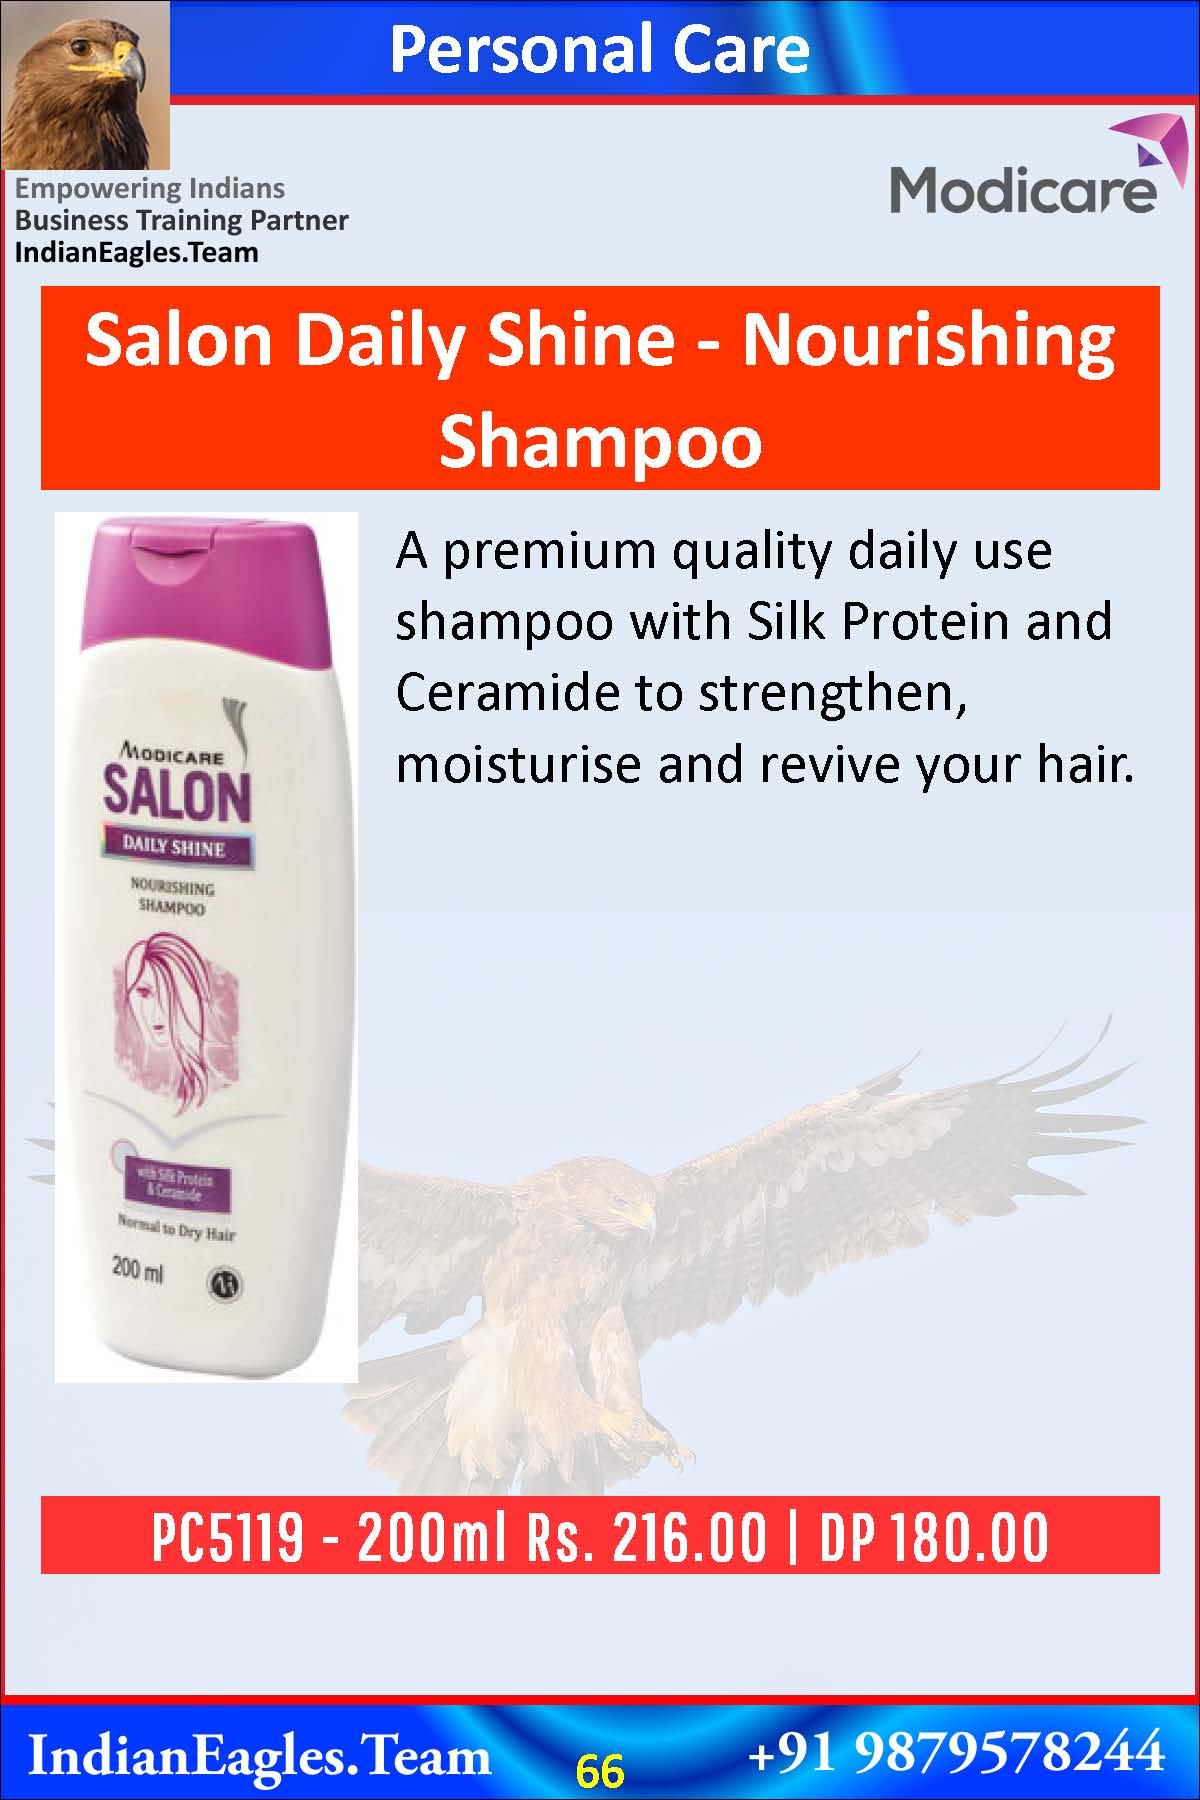 Personal Care
Empowering Indians
Business Training Partner
IndianEagles.Team
Modicare
Salon Daily Shine - Nourishing
Shampoo
A premium quality daily use
shampoo with Silk Protein and
Ceramide to strengthen,
moisturise and revive your hair.
MODICARE
SALON
DAILY SHINE
NOURISHING
SHAMPOO
with Silk Protein
& Ceramide
Normal to Dry Hair
200 ml
PC5119 - 200ml Rs. 216.00 | DP 180.00
IndianEagles.Team
66
+91 9879578244